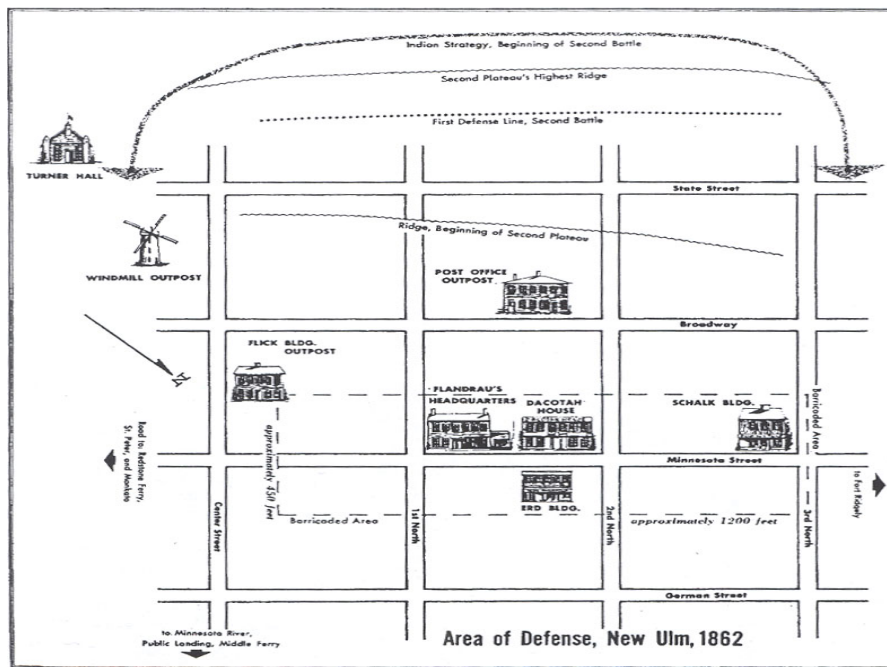 Indian Strategy, Beginning of Second Battle
Second Plateau's Highest Ridge
First Defense Line, Second Battle
TURNER HALL
State Street
Ridge, Beginning of Second Plateau
WINDMILL OUTPOST
POST OFFICE
OUTPOST
Broadway
FLICK BLDG.
OUTPOST
N
FLANDRAU'S
HEADQUARTERS
DACOTAH
HOUSE
SCHALK BLDG.
Barricaded Area
Road to: Redstone Ferry,
St. Peter, and Mankato
approximately 450 feet
Minnesota Street
to Fort Ridgely
Center Street
Barricaded Area
1st North
ERD BLDG.
2nd North
approximately 1200 feet
3rd North
German Street
to Minnesota River,
Public Landing, Middle Ferry
Area of Defense, New Ulm, 1862